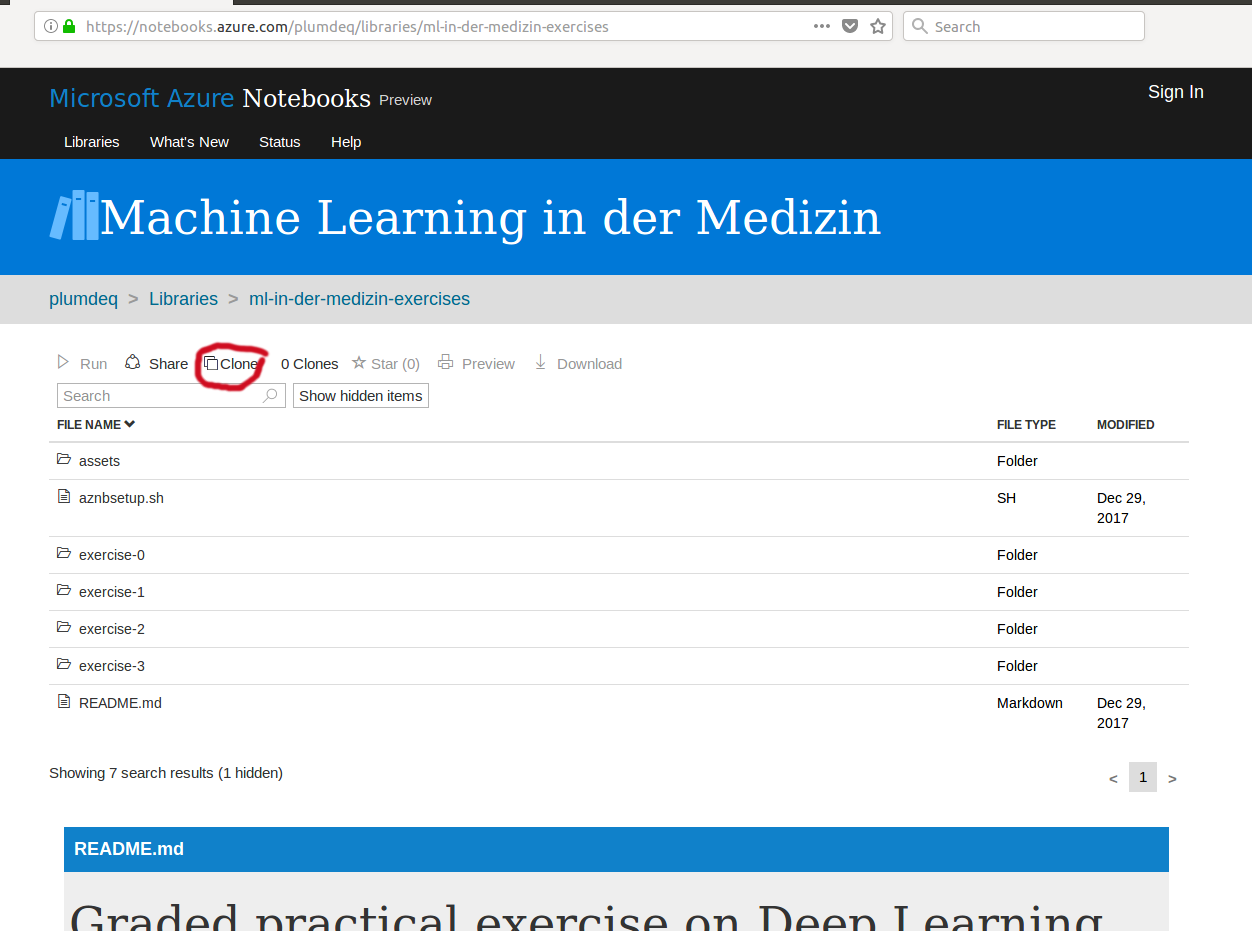 https://notebooks.azure.com/plumdeq/libraries/ml-in-der-medizin-exercises
Search
Microsoft Azure Notebooks Preview
Sign In
Libraries What's New Status Help
Machine Learning in der Medizin
plumdeq > Libraries > ml-in-der-medizin-exercises
Run Share Clone 0 Clones Star (0) Preview Download
Search Show hidden items
FILE NAME FILE TYPE MODIFIED
assets Folder
aznbsetup.sh SH Dec 29,
2017
exercise-0 Folder
exercise-1 Folder
exercise-2 Folder
exercise-3 Folder
README.md Markdown Dec 29,
2017
Showing 7 search results (1 hidden)
< 1 >
README.md
Graded practical exercise on Deep Learning